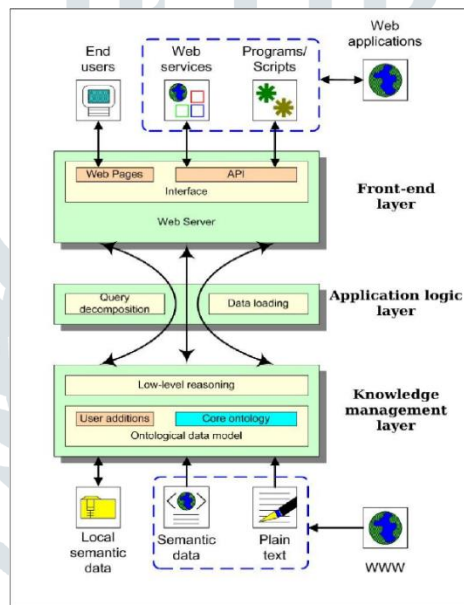 Web
applications
End
users
Web
services
Programs/
Scripts
Web Pages
API
Interface
Web Server
Front-end
layer
Query
decomposition
Data loading
Application logic
layer
Low-level reasoning
User additions
Core ontology
Ontological data model
Knowledge
management
layer
Local
semantic
data
Semantic
data
Plain
text
WWW